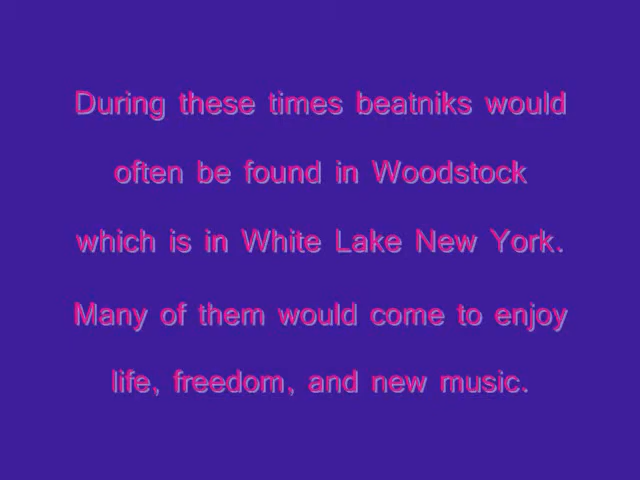 During these times beatniks would
often be found in Woodstock
which is in White Lake New York.
Many of them would come to enjoy
life, freedom, and new music.